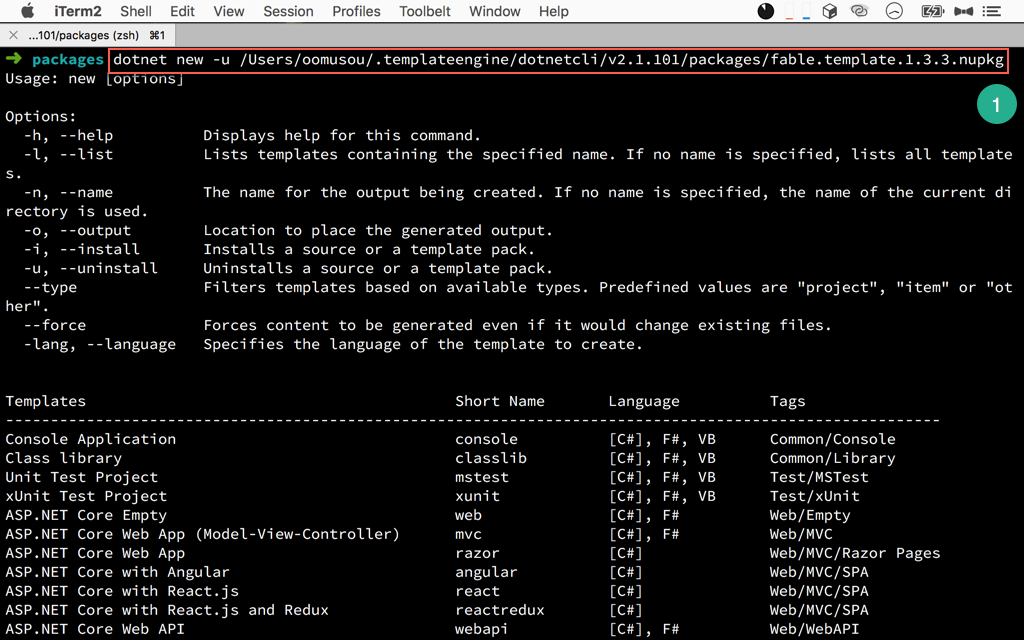 iTerm2 Shell Edit View Session Profiles Toolbelt Window Help
...101/packages (zsh) ⌘1
➜ packages dotnet new -u /Users/oomusou/.templateengine/dotnetcli/v2.1.101/packages/fable.template.1.3.3.nupkg
Usage: new [options]
1
Options:
-h, --help Displays help for this command.
-l, --list Lists templates containing the specified name. If no name is specified, lists all template
s.
-n, --name The name for the output being created. If no name is specified, the name of the current di
rectory is used.
-o, --output Location to place the generated output.
-i, --install Installs a source or a template pack.
-u, --uninstall Uninstalls a source or a template pack.
--type Filters templates based on available types. Predefined values are "project", "item" or "ot
her".
--force Forces content to be generated even if it would change existing files.
-lang, --language Specifies the language of the template to create.
Templates Short Name Language Tags
--------------------------------------------------------------------------------------------------------
Console Application console [C#], F#, VB Common/Console
Class library classlib [C#], F#, VB Common/Library
Unit Test Project mstest [C#], F#, VB Test/MSTest
xUnit Test Project xunit [C#], F#, VB Test/xUnit
ASP.NET Core Empty web [C#], F# Web/Empty
ASP.NET Core Web App (Model-View-Controller) mvc [C#], F# Web/MVC
ASP.NET Core Web App razor [C#] Web/MVC/Razor Pages
ASP.NET Core with Angular angular [C#] Web/MVC/SPA
ASP.NET Core with React.js react [C#] Web/MVC/SPA
ASP.NET Core with React.js and Redux reactredux [C#] Web/MVC/SPA
ASP.NET Core Web API webapi [C#], F# Web/WebAPI